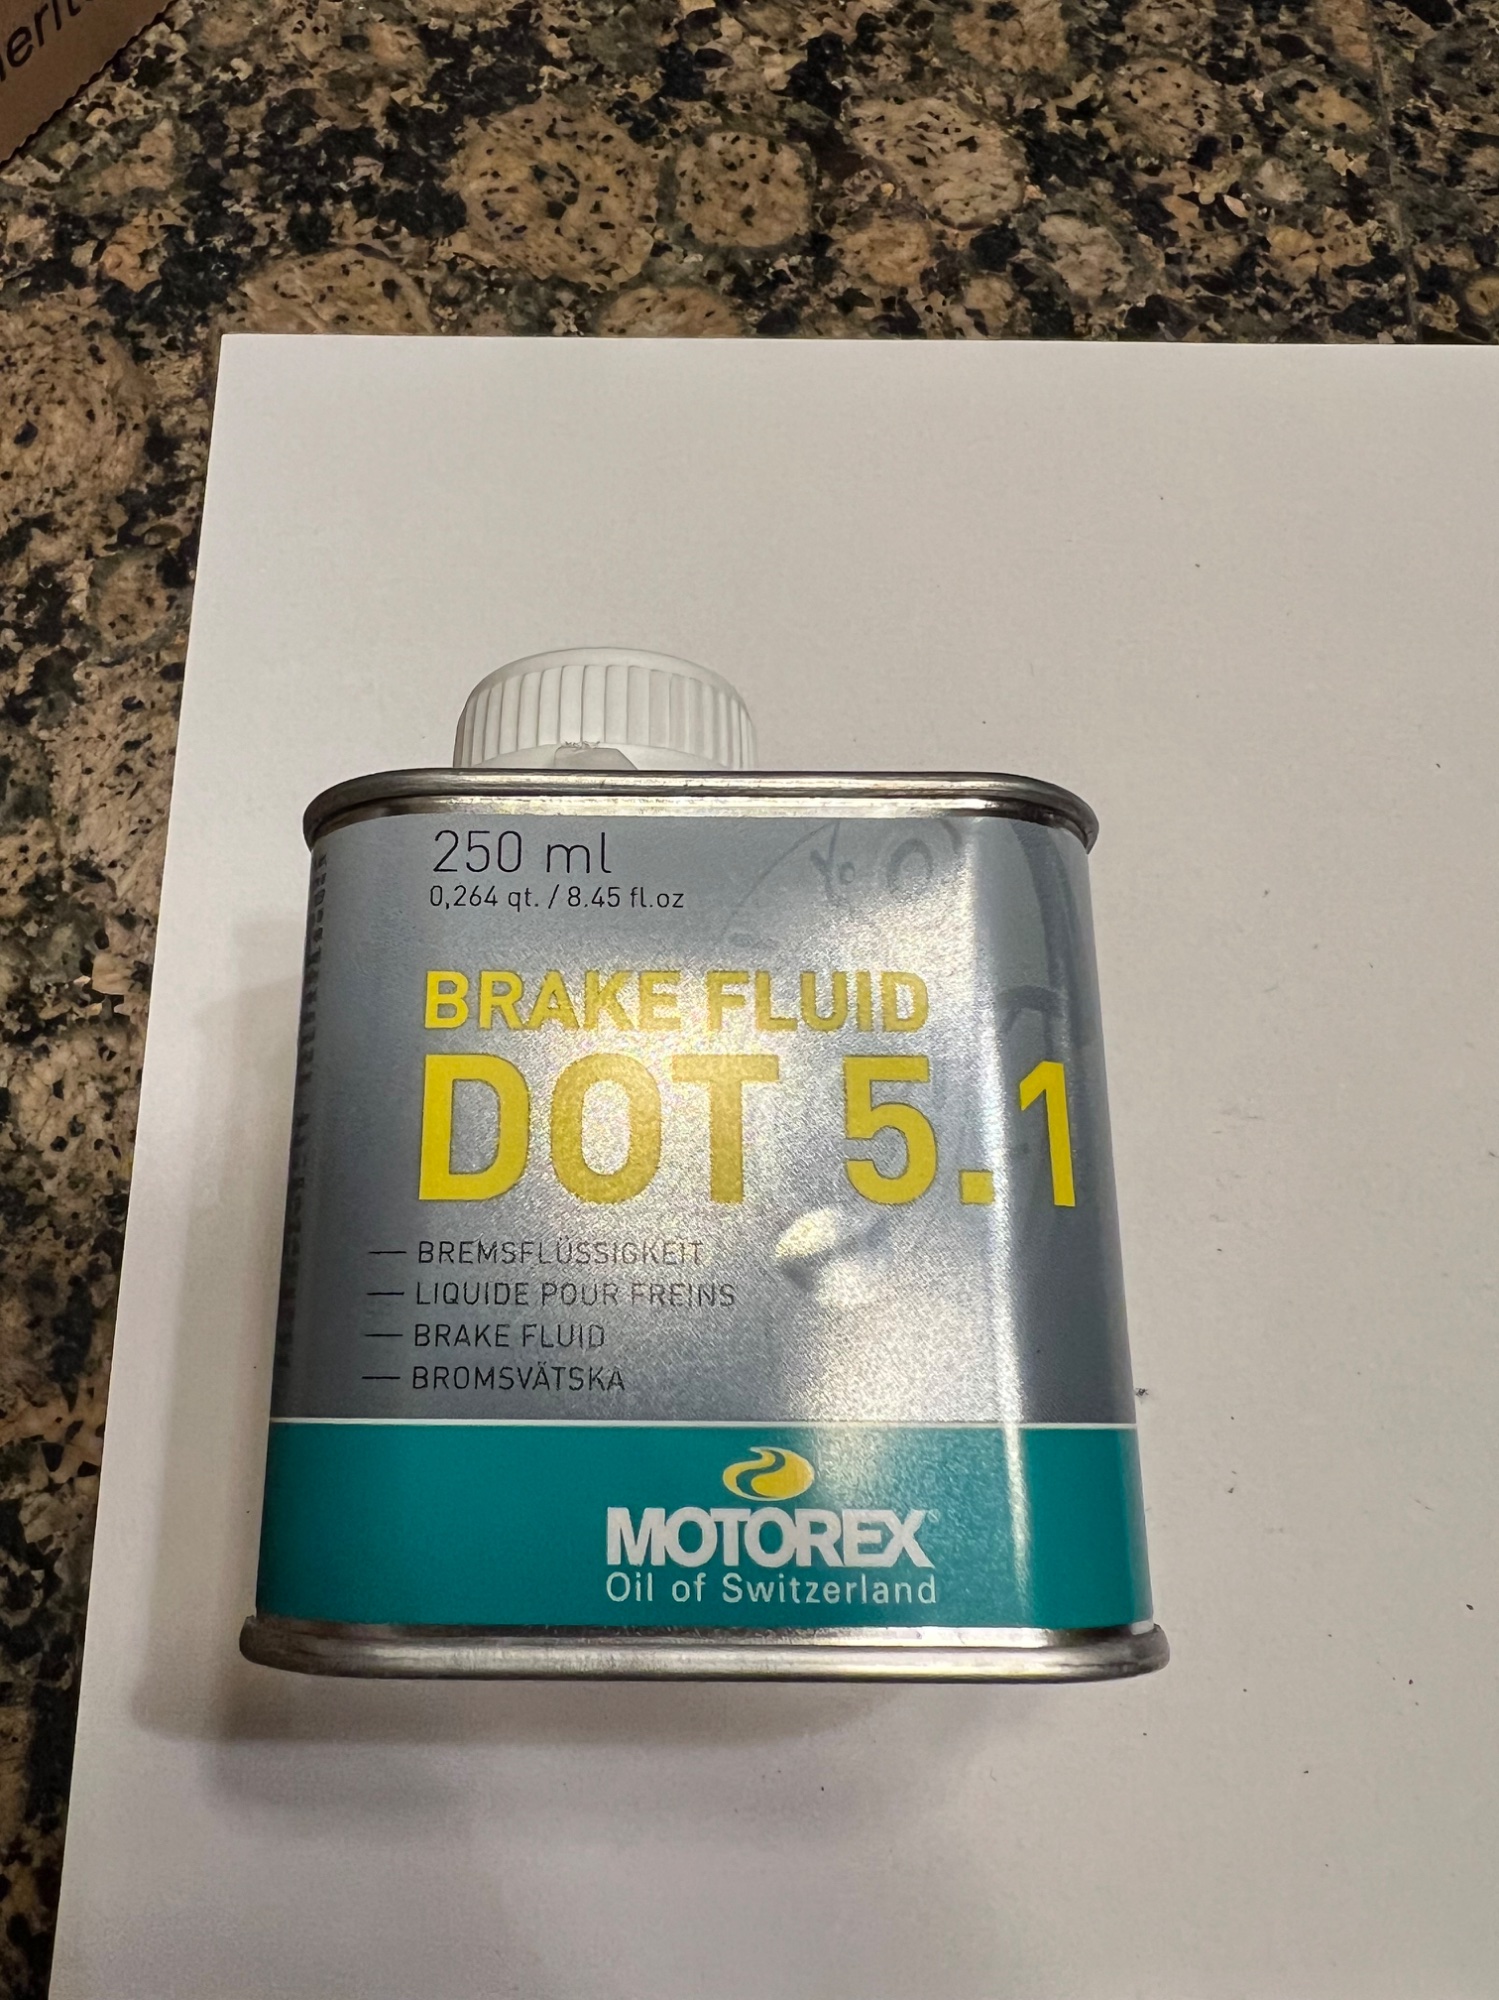 250 ml
0,264 qt. / 8.45 fl.oz
BRAKE FLUID
DOT 5.1
— BREMSFLÜSSIGKEIT
— LIQUIDE POUR FREINS
— BRAKE FLUID
— BROMSVÄTSKA
MOTOREX®
Oil of Switzerland